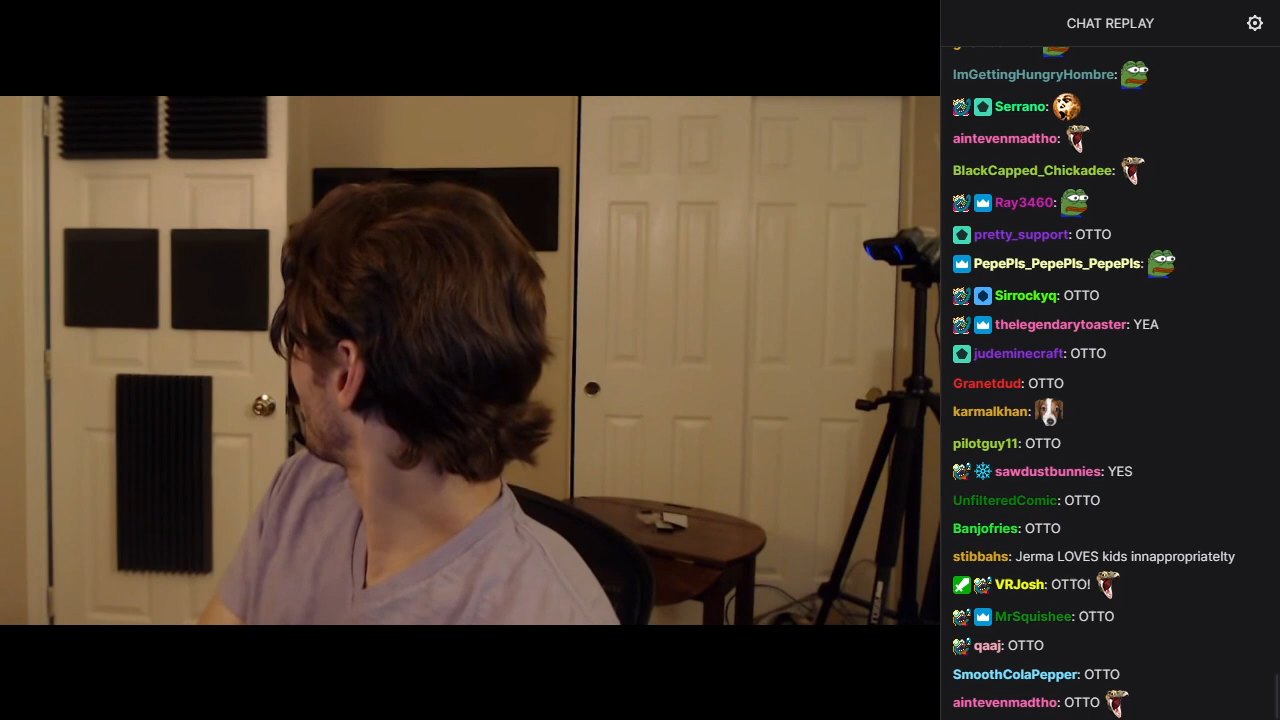 CHAT REPLAY
ImGettingHungryHombre:
Serrano:
aintevenmadtho:
BlackCapped_Chickadee:
Ray3460:
pretty_support: OTTO
PepePls_PepePls_PepePls:
Sirrockyq: OTTO
thelegendarytoaster: YEA
judeminecraft: OTTO
Granetdud: OTTO
karmalkhan:
pilotguy11: OTTO
sawdustbunnies: YES
UnfilteredComic: OTTO
Banjofries: OTTO
stibbahs: Jerma LOVES kids innappropriatelty
VRJosh: OTTO!
MrSquishee: OTTO
qaaj: OTTO
SmoothColaPepper: OTTO
aintevenmadtho: OTTO